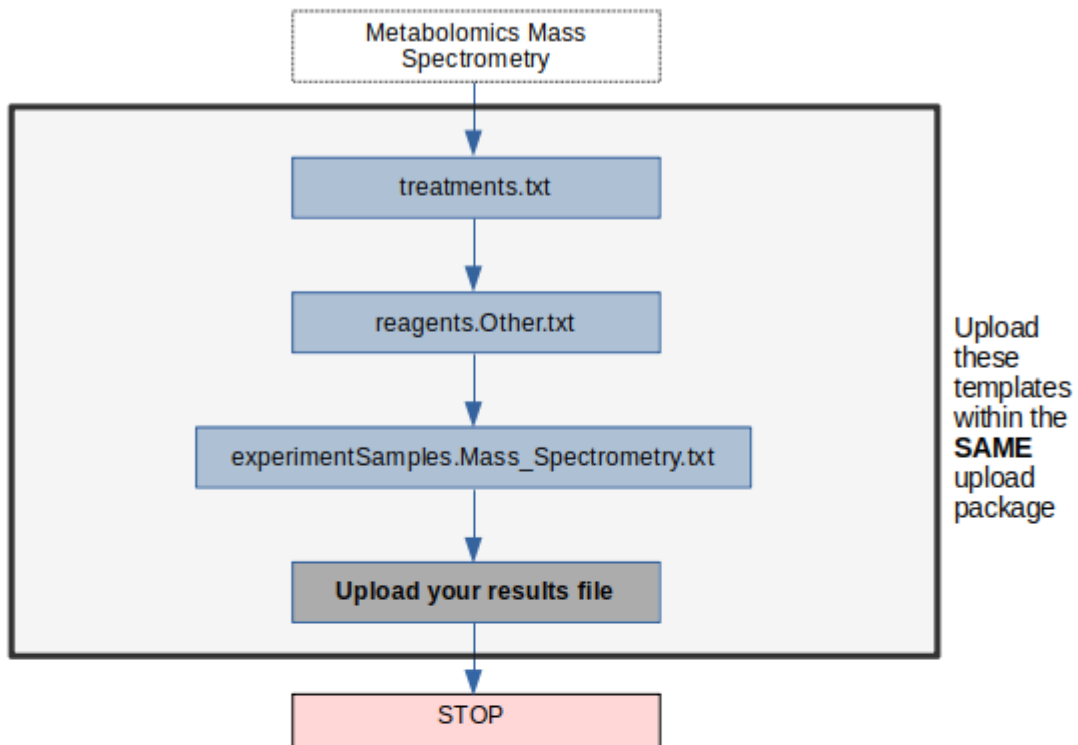 Metabolomics Mass
Spectrometry
treatments.txt
reagents.Other.txt
experimentSamples.Mass_Spectrometry.txt
Upload your results file
STOP
Upload
these
templates
within the
SAME
upload
package